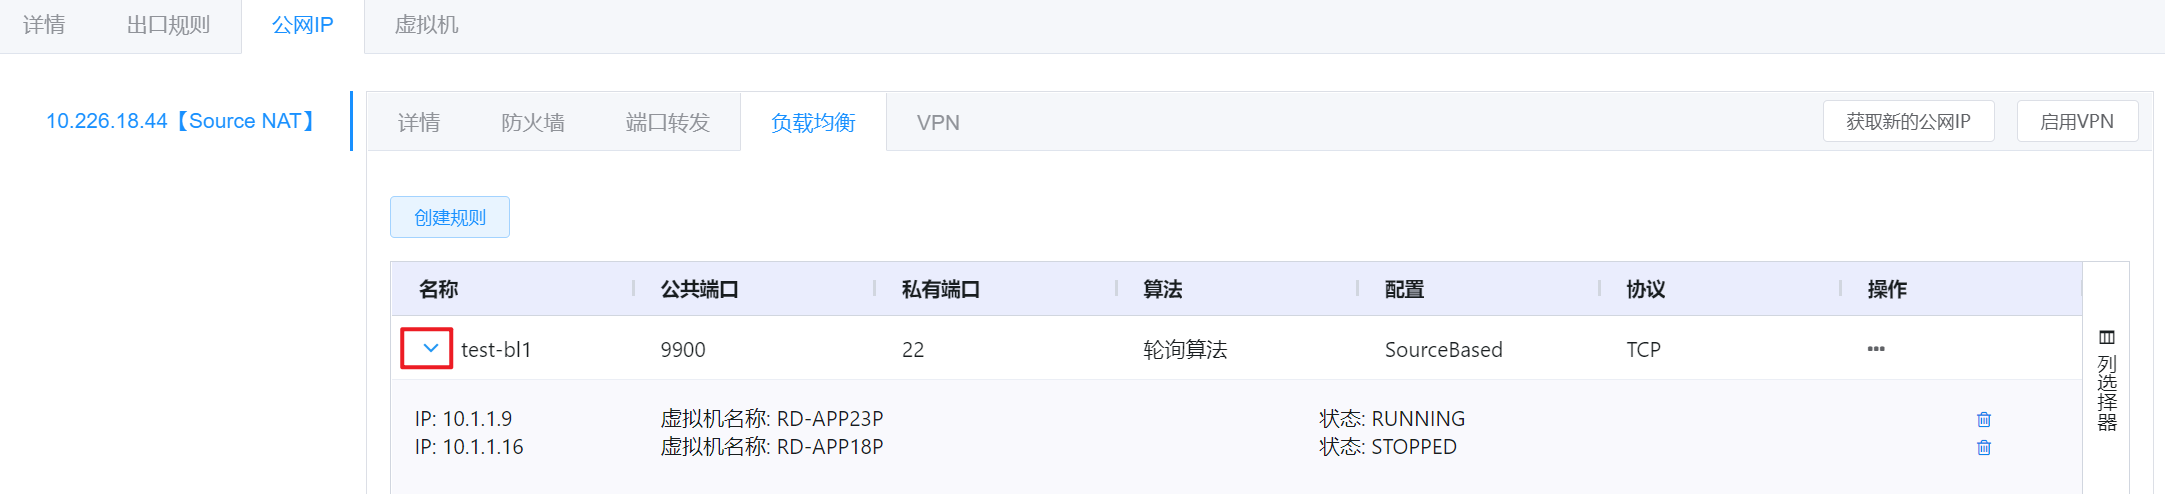 详情 出口规则 公网IP 虚拟机
10.226.18.44【Source NAT】
详情 防火墙 端口转发 负载均衡 VPN 获取新的公网IP 启用VPN
创建规则
名称 公共端口 私有端口 算法 配置 协议 操作
test-bl1 9900 22 轮询算法 SourceBased TCP •••
列选择器
IP: 10.1.1.9 虚拟机名称: RD-APP23P 状态: RUNNING
IP: 10.1.1.16 虚拟机名称: RD-APP18P 状态: STOPPED